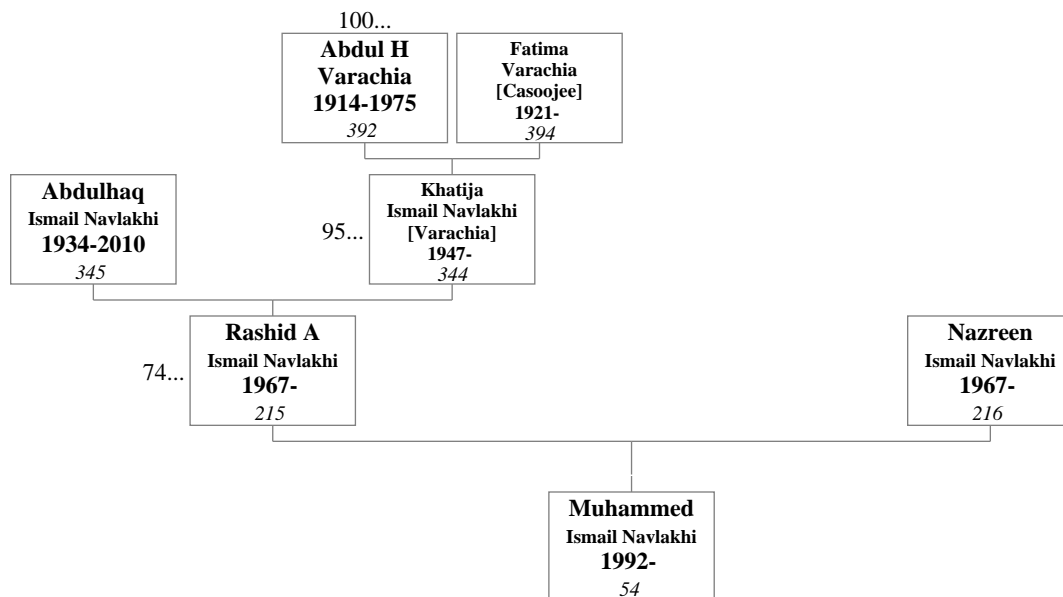 100...
Abdul H
Varachia
1914-1975
392
Fatima
Varachia
[Casoojee]
1921-
394
Abdulhaq
Ismail Navlakhi
1934-2010
345
95...
Khatija
Ismail Navlakhi
[Varachia]
1947-
344
74...
Rashid A
Ismail Navlakhi
1967-
215
Nazreen
Ismail Navlakhi
1967-
216
Muhammed
Ismail Navlakhi
1992-
54